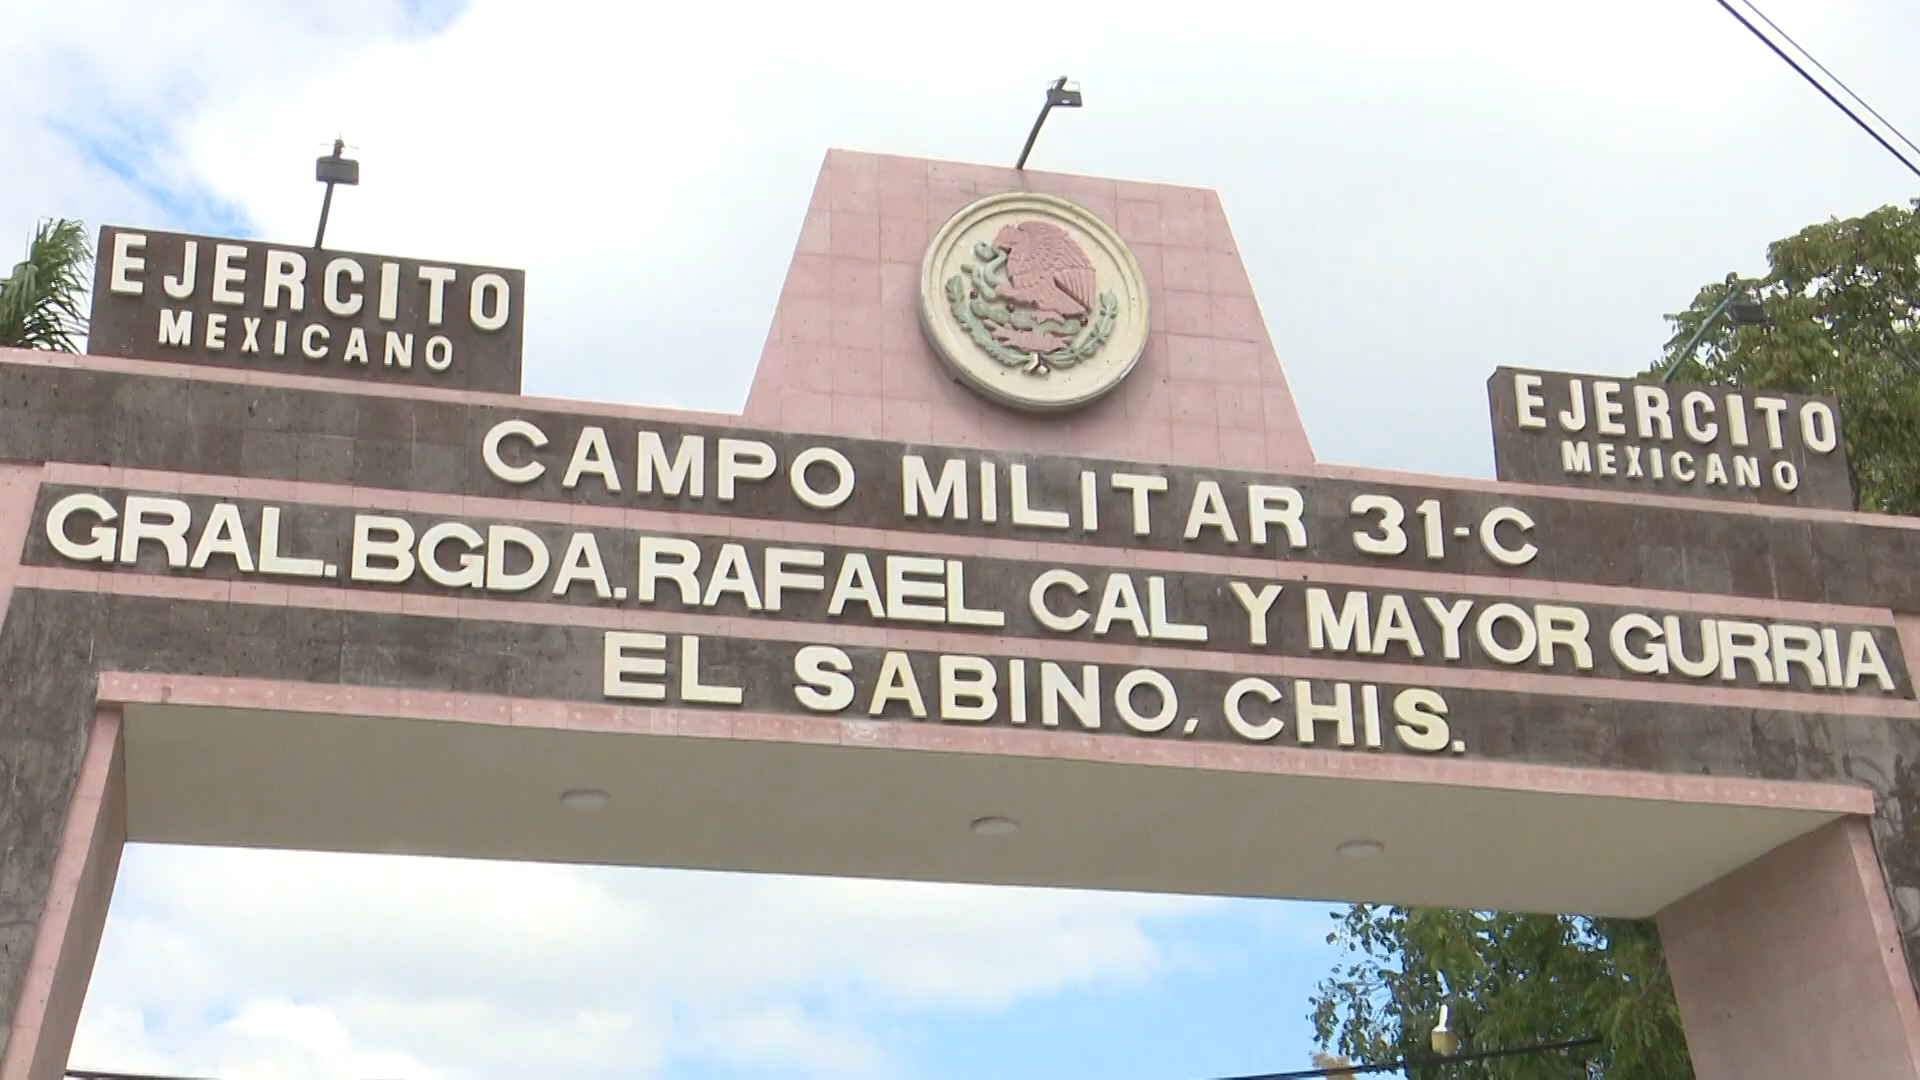 EJERCITO
MEXICANO
EJERCITO
MEXICANO
CAMPO MILITAR 31-C
GRAL. BGDA. RAFAEL CAL Y MAYOR GURRIA
EL SABINO, CHIS.